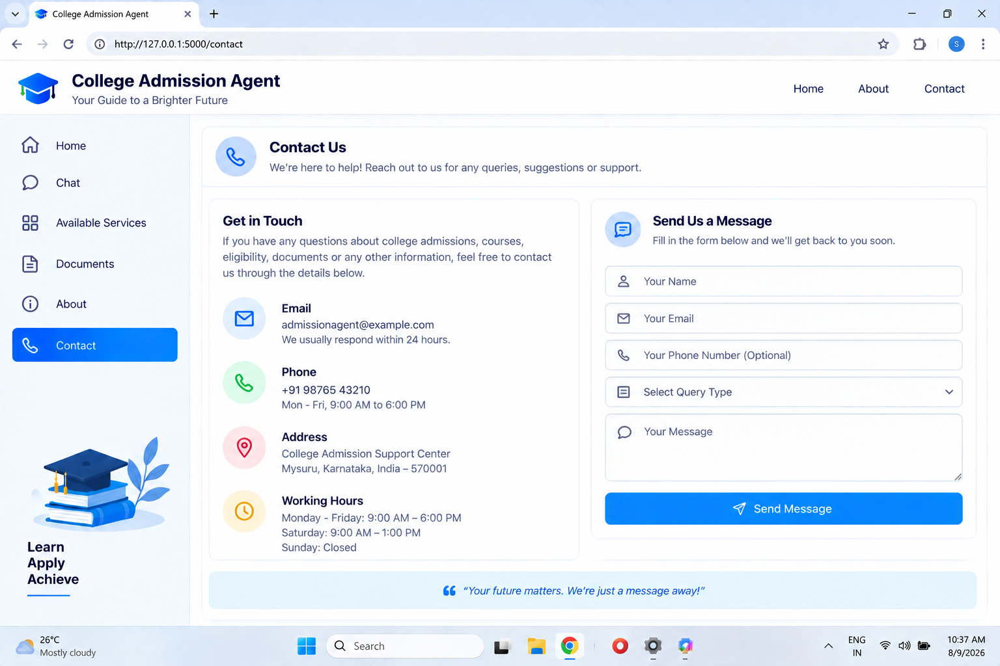 College Admission Agent
http://127.0.0.1:5000/contact
S
College Admission Agent
Your Guide to a Brighter Future
Home
About
Contact
Home
Chat
Available Services
Documents
About
Contact
Learn
Apply
Achieve
Contact Us
We're here to help! Reach out to us for any queries, suggestions or support.
Get in Touch
If you have any questions about college admissions, courses,
eligibility, documents or any other information, feel free to contact
us through the details below.
Email
admissionagent@example.com
We usually respond within 24 hours.
Phone
+91 98765 43210
Mon - Fri, 9:00 AM to 6:00 PM
Address
College Admission Support Center
Mysuru, Karnataka, India – 570001
Working Hours
Monday - Friday: 9:00 AM – 6:00 PM
Saturday: 9:00 AM – 1:00 PM
Sunday: Closed
Send Us a Message
Fill in the form below and we'll get back to you soon.
Your Name
Your Email
Your Phone Number (Optional)
Select Query Type
Your Message
Send Message
“Your future matters. We're just a message away!”
26°C
Mostly cloudy
Search
ENG
IN
10:37 AM
8/9/2026